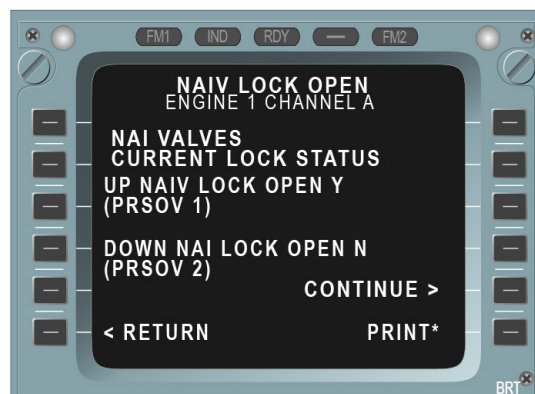 FM1 IND RDY FM2
NAIV LOCK OPEN
ENGINE 1 CHANNEL A
NAI VALVES
CURRENT LOCK STATUS
UP NAIV LOCK OPEN Y
(PRSOV 1)
DOWN NAI LOCK OPEN N
(PRSOV 2)
CONTINUE >
< RETURN PRINT*
BRT